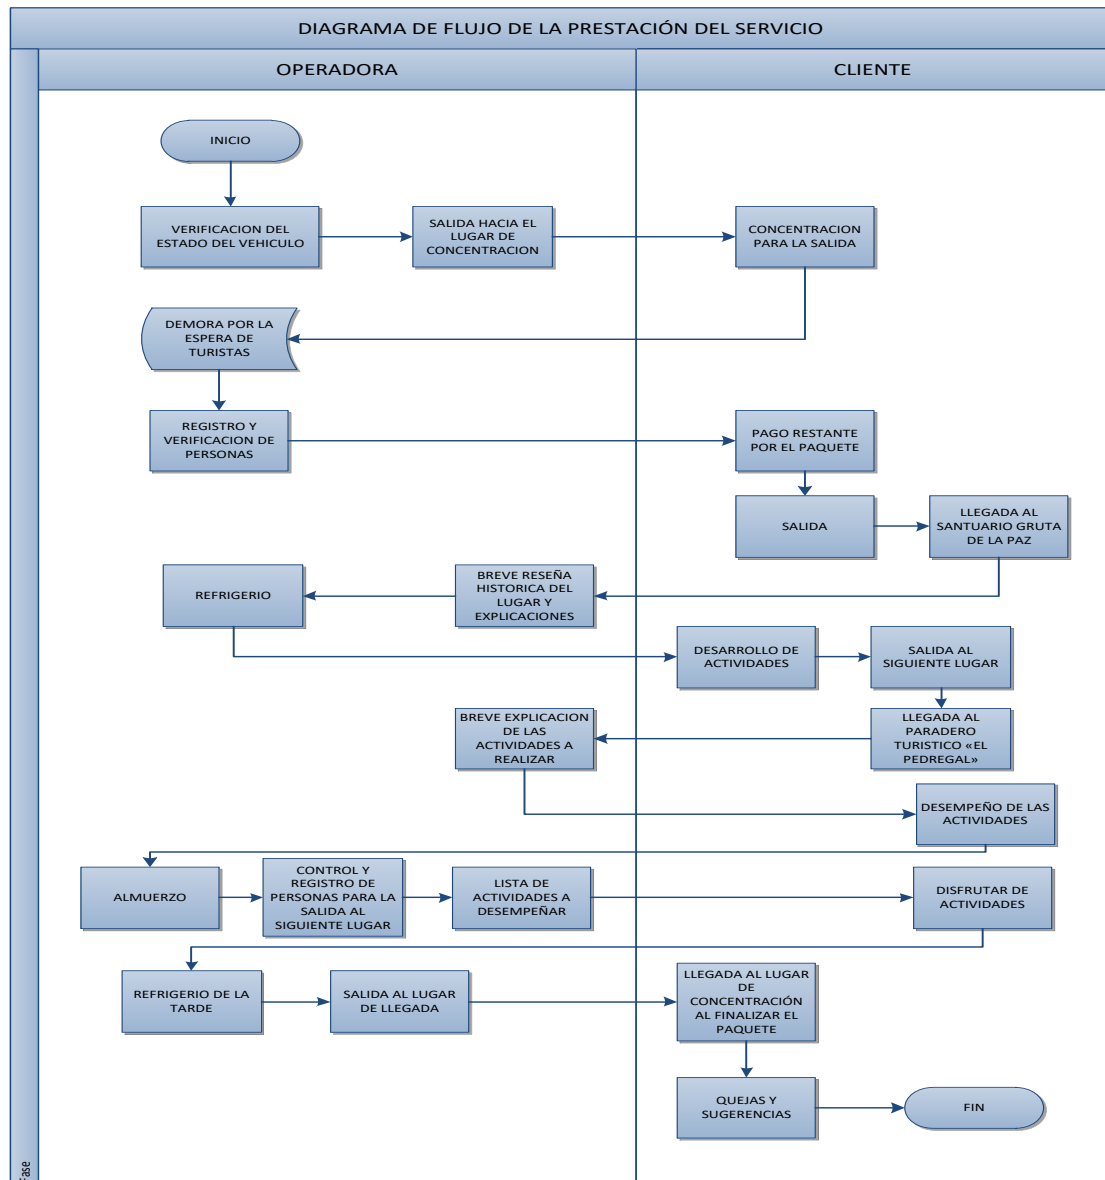 DIAGRAMA DE FLUJO DE LA PRESTACIÓN DEL SERVICIO
OPERADORA
CLIENTE
INICIO
VERIFICACION DEL
ESTADO DEL VEHICULO
SALIDA HACIA EL
LUGAR DE
CONCENTRACION
CONCENTRACION
PARA LA SALIDA
DEMORA POR LA
ESPERA DE
TURISTAS
REGISTRO Y
VERIFICACION DE
PERSONAS
PAGO RESTANTE
POR EL PAQUETE
SALIDA
LLEGADA AL
SANTUARIO GRUTA
DE LA PAZ
BREVE RESEÑA
HISTORICA DEL
LUGAR Y
EXPLICACIONES
REFRIGERIO
DESARROLLO DE
ACTIVIDADES
SALIDA AL
SIGUIENTE LUGAR
LLEGADA AL
PARADERO
TURISTICO «EL
PEDREGAL»
BREVE EXPLICACION
DE LAS
ACTIVIDADES A
REALIZAR
DESEMPEÑO DE LAS
ACTIVIDADES
ALMUERZO
CONTROL Y
REGISTRO DE
PERSONAS PARA LA
SALIDA AL
SIGUIENTE LUGAR
LISTA DE
ACTIVIDADES A
DESEMPEÑAR
DISFRUTAR DE
ACTIVIDADES
REFRIGERIO DE LA
TARDE
SALIDA AL LUGAR
DE LLEGADA
LLEGADA AL LUGAR
DE
CONCENTRACIÓN
AL FINALIZAR EL
PAQUETE
QUEJAS Y
SUGERENCIAS
FIN
Fase